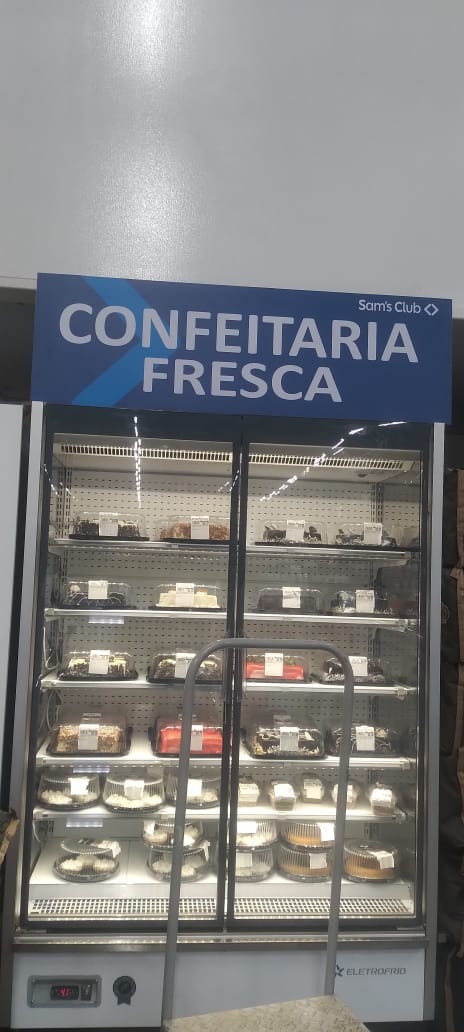 Sam's Club
CONFEITARIA
FRESCA
ELETROFRIO